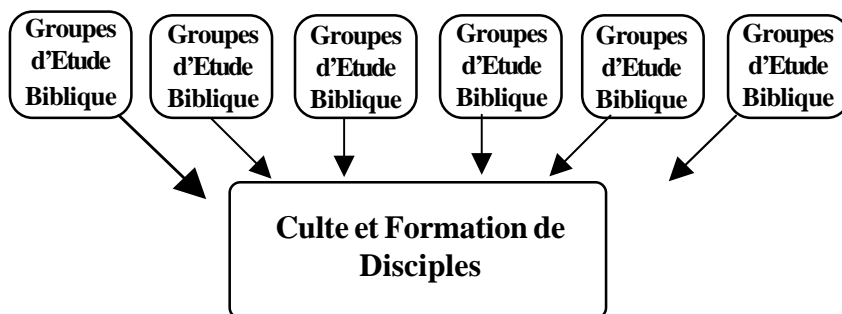 Groupes
d'Etude
Biblique
Groupes
d'Etude
Biblique
Groupes
d'Etude
Biblique
Groupes
d'Etude
Biblique
Groupes
d'Etude
Biblique
Groupes
d'Etude
Biblique
Culte et Formation de
Disciples